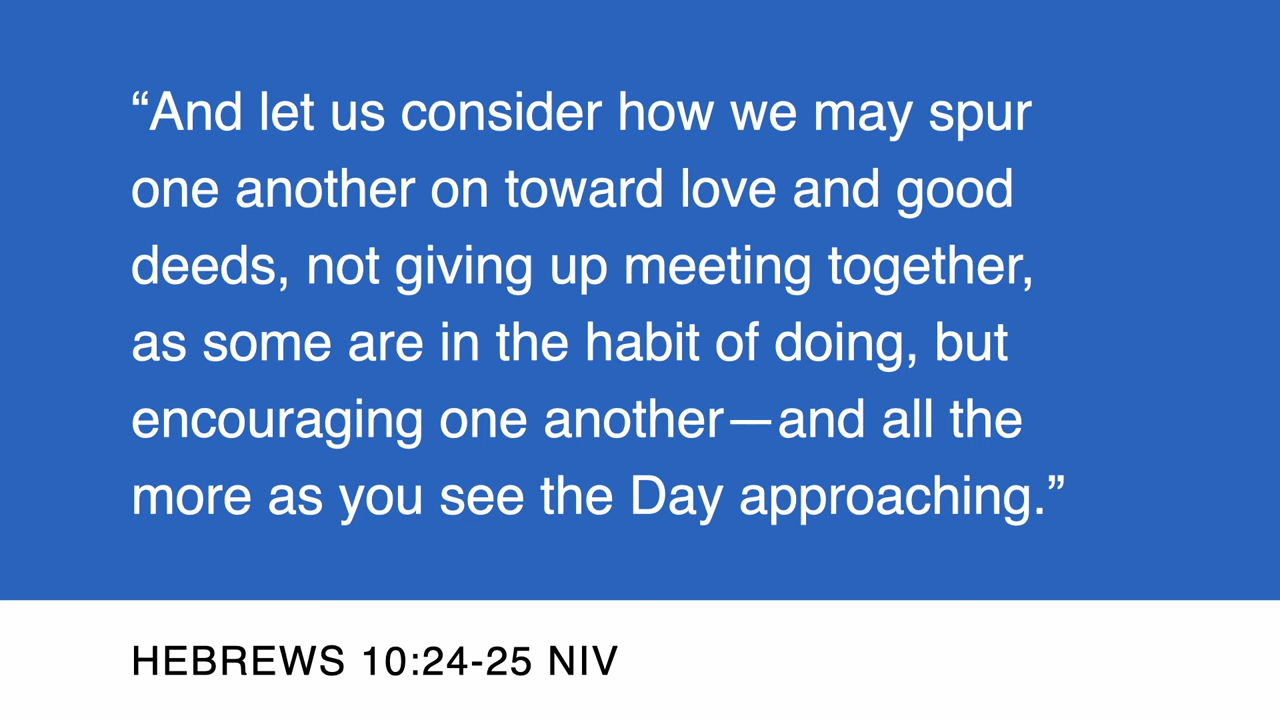 “And let us consider how we may spur
one another on toward love and good
deeds, not giving up meeting together,
as some are in the habit of doing, but
encouraging one another—and all the
more as you see the Day approaching.”
HEBREWS 10:24-25 NIV